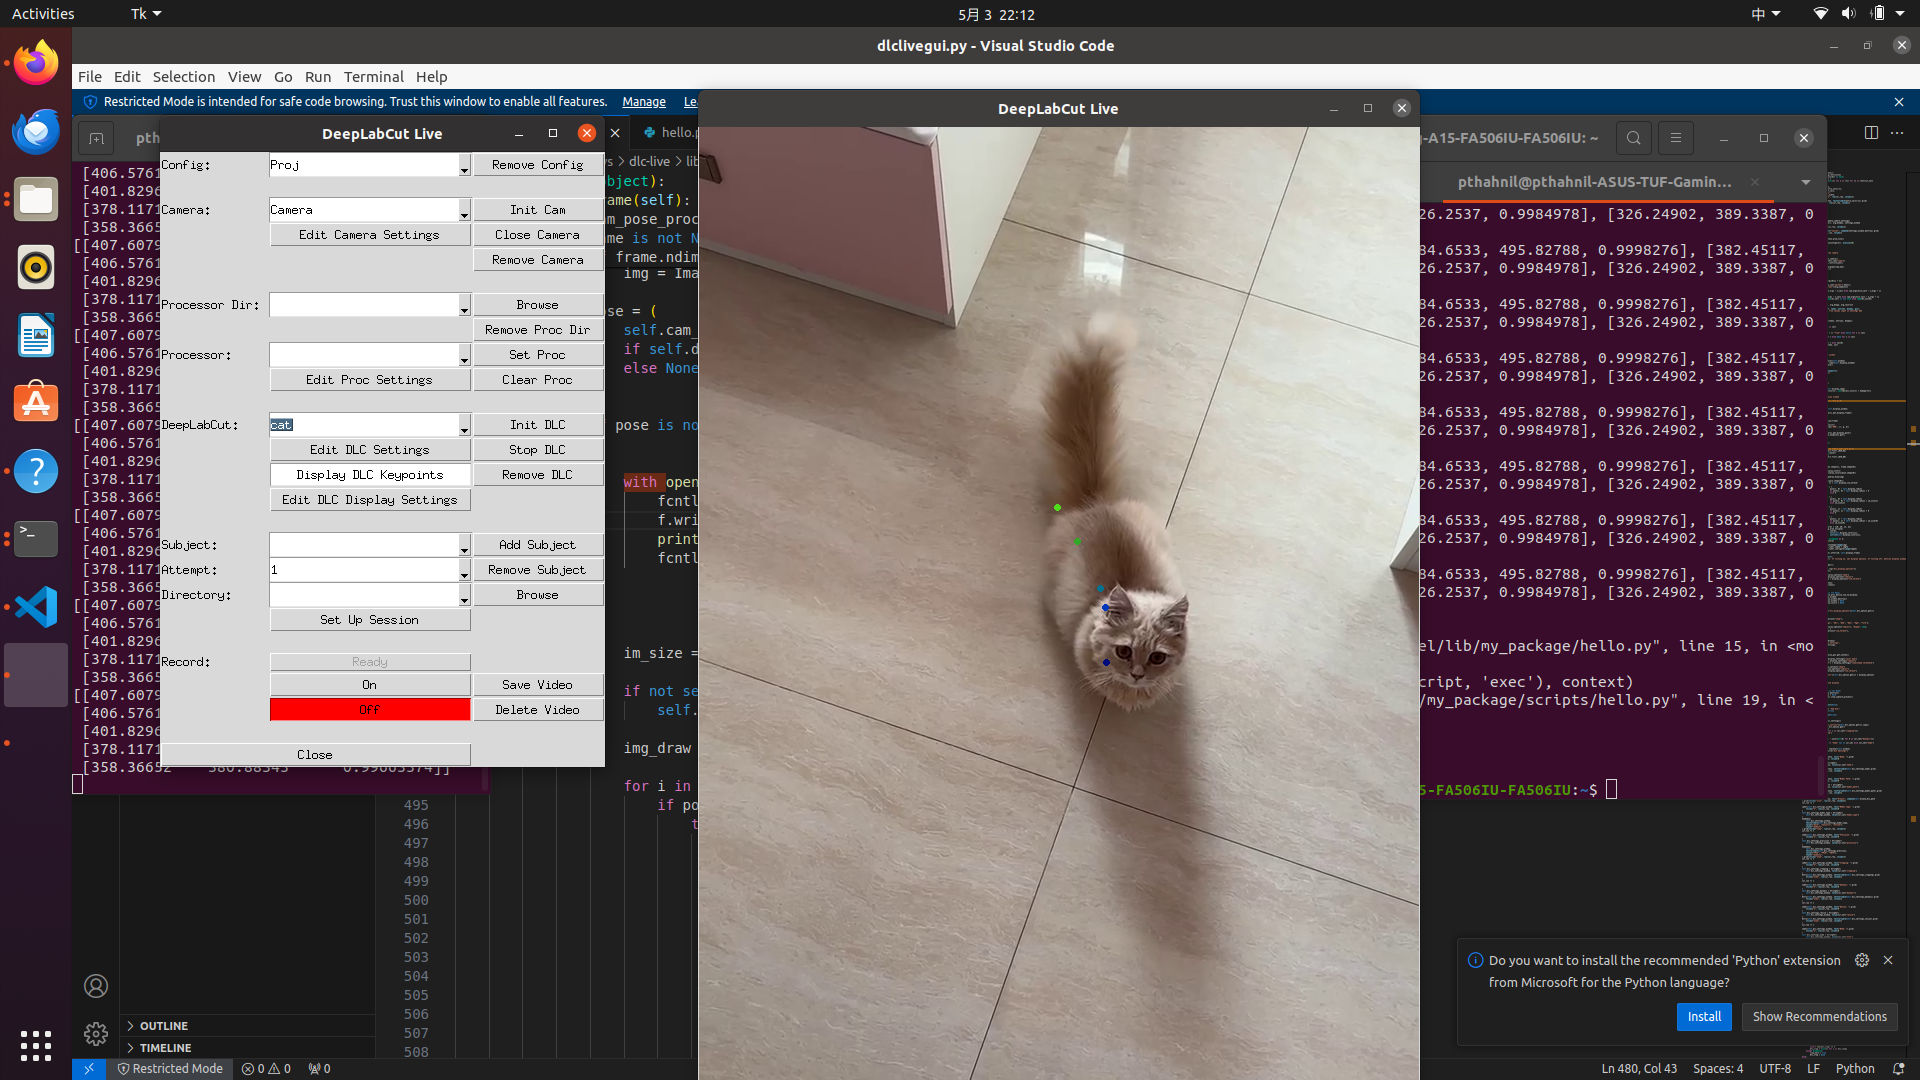 Activities
Tk
5月 3 22:12
中
dlclivegui.py - Visual Studio Code
File Edit Selection View Go Run Terminal Help
Restricted Mode is intended for safe code browsing. Trust this window to enable all features. Manage
DeepLabCut Live
Config: Proj Remove Config
Camera: Camera Init Cam
Edit Camera Settings Close Camera
Remove Camera
Processor Dir: Browse
Remove Proc Dir
Processor: Set Proc
Edit Proc Settings Clear Proc
DeepLabCut: cat Init DLC
Edit DLC Settings Stop DLC
Display DLC Keypoints Remove DLC
Edit DLC Display Settings
Subject: Add Subject
Attempt: 1 Remove Subject
Directory: Browse
Set Up Session
Record: Ready
On Save Video
Off Delete Video
Close
[406.5761
[401.8296
[378.1171
[358.3665
[[407.6079
[406.5761
[401.8296
[378.1171
[358.3665
[[407.6079
[406.5761
[401.8296
[378.1171
[358.3665
[[407.6079
[406.5761
[401.8296
[378.1171
[358.3665
[[407.6079
[406.5761
[401.8296
[378.1171
[358.3665
[[407.6079
[406.5761
[401.8296
[378.1171
[358.3665
[[407.6079
[406.5761
[401.8296
[378.1171
hello.p
dlc-live > lib
bject):
ame(self):
m_pose_proc
me is not N
frame.ndim
img = Ima
se = (
self.cam_
if self.d
else None
pose is no
with open
fcntl
f.wri
print
fcntl
im_size =
if not se
self.
img_draw
for i in
if po
t
495
496
497
498
499
500
501
502
503
504
505
506
507
508
OUTLINE
TIMELINE
DeepLabCut Live
g-A15-FA506IU-FA506IU: ~
pthahnil@pthahnil-ASUS-TUF-Gamin...
26.2537, 0.9984978], [326.24902, 389.3387, 0
84.6533, 495.82788, 0.9998276], [382.45117,
26.2537, 0.9984978], [326.24902, 389.3387, 0
84.6533, 495.82788, 0.9998276], [382.45117,
26.2537, 0.9984978], [326.24902, 389.3387, 0
84.6533, 495.82788, 0.9998276], [382.45117,
26.2537, 0.9984978], [326.24902, 389.3387, 0
84.6533, 495.82788, 0.9998276], [382.45117,
26.2537, 0.9984978], [326.24902, 389.3387, 0
84.6533, 495.82788, 0.9998276], [382.45117,
26.2537, 0.9984978], [326.24902, 389.3387, 0
84.6533, 495.82788, 0.9998276], [382.45117,
26.2537, 0.9984978], [326.24902, 389.3387, 0
84.6533, 495.82788, 0.9998276], [382.45117,
26.2537, 0.9984978], [326.24902, 389.3387, 0
el/lib/my_package/hello.py", line 15, in <mo
cript, 'exec'), context)
/my_package/scripts/hello.py", line 19, in <
5-FA506IU-FA506IU:~$
Do you want to install the recommended 'Python' extension
from Microsoft for the Python language?
Install Show Recommendations
Restricted Mode 0 0 0
Ln 480, Col 43 Spaces: 4 UTF-8 LF Python